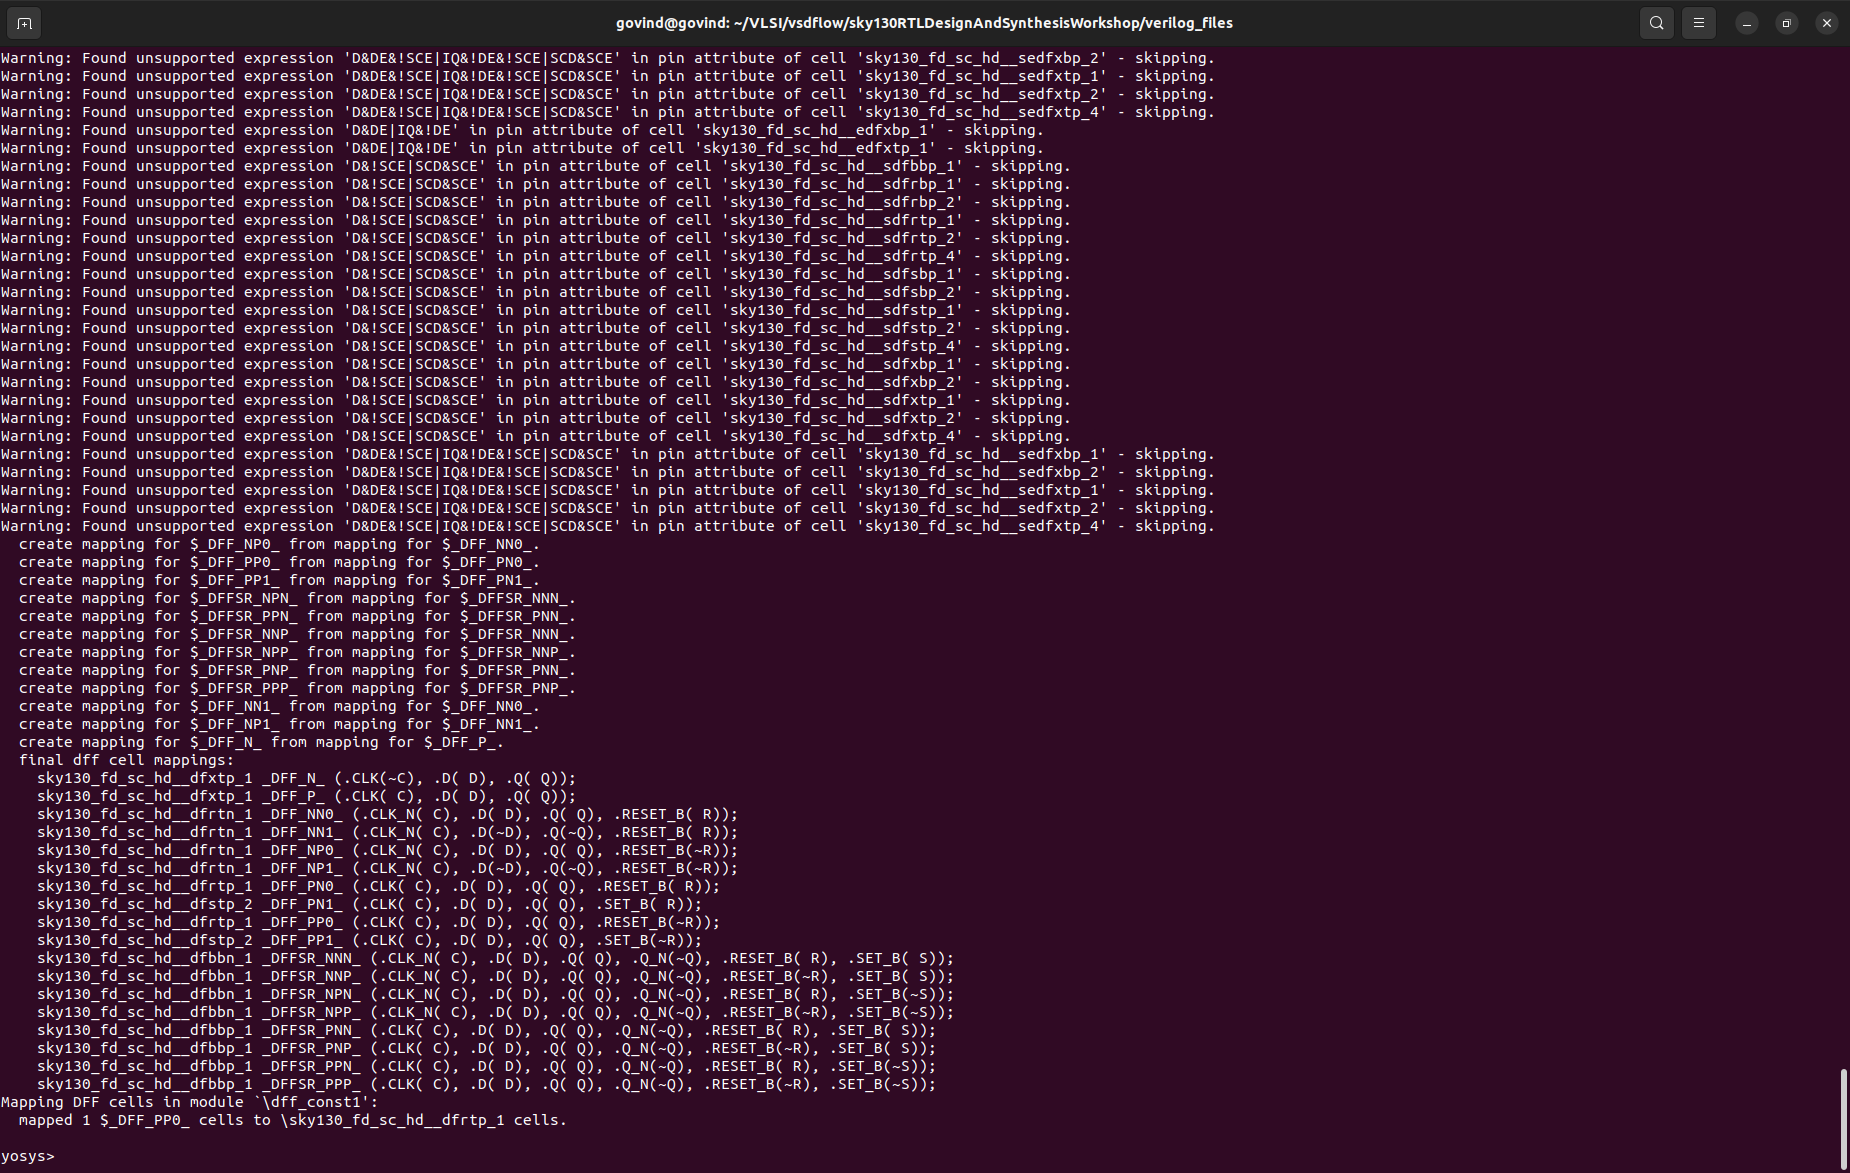 govind@govind: ~/VLSI/vsdflow/sky130RTLDesignAndSynthesisWorkshop/verilog_files
Warning: Found unsupported expression 'D&DE&!SCE|IQ&!DE&!SCE|SCD&SCE' in pin attribute of cell 'sky130_fd_sc_hd__sedfxbp_2' - skipping.
Warning: Found unsupported expression 'D&DE&!SCE|IQ&!DE&!SCE|SCD&SCE' in pin attribute of cell 'sky130_fd_sc_hd__sedfxtp_1' - skipping.
Warning: Found unsupported expression 'D&DE&!SCE|IQ&!DE&!SCE|SCD&SCE' in pin attribute of cell 'sky130_fd_sc_hd__sedfxtp_2' - skipping.
Warning: Found unsupported expression 'D&DE&!SCE|IQ&!DE&!SCE|SCD&SCE' in pin attribute of cell 'sky130_fd_sc_hd__sedfxtp_4' - skipping.
Warning: Found unsupported expression 'D&DE|IQ&!DE' in pin attribute of cell 'sky130_fd_sc_hd__edfxbp_1' - skipping.
Warning: Found unsupported expression 'D&DE|IQ&!DE' in pin attribute of cell 'sky130_fd_sc_hd__edfxtp_1' - skipping.
Warning: Found unsupported expression 'D&!SCE|SCD&SCE' in pin attribute of cell 'sky130_fd_sc_hd__sdfbbp_1' - skipping.
Warning: Found unsupported expression 'D&!SCE|SCD&SCE' in pin attribute of cell 'sky130_fd_sc_hd__sdfrbp_1' - skipping.
Warning: Found unsupported expression 'D&!SCE|SCD&SCE' in pin attribute of cell 'sky130_fd_sc_hd__sdfrbp_2' - skipping.
Warning: Found unsupported expression 'D&!SCE|SCD&SCE' in pin attribute of cell 'sky130_fd_sc_hd__sdfrtp_1' - skipping.
Warning: Found unsupported expression 'D&!SCE|SCD&SCE' in pin attribute of cell 'sky130_fd_sc_hd__sdfrtp_2' - skipping.
Warning: Found unsupported expression 'D&!SCE|SCD&SCE' in pin attribute of cell 'sky130_fd_sc_hd__sdfrtp_4' - skipping.
Warning: Found unsupported expression 'D&!SCE|SCD&SCE' in pin attribute of cell 'sky130_fd_sc_hd__sdfsbp_1' - skipping.
Warning: Found unsupported expression 'D&!SCE|SCD&SCE' in pin attribute of cell 'sky130_fd_sc_hd__sdfsbp_2' - skipping.
Warning: Found unsupported expression 'D&!SCE|SCD&SCE' in pin attribute of cell 'sky130_fd_sc_hd__sdfstp_1' - skipping.
Warning: Found unsupported expression 'D&!SCE|SCD&SCE' in pin attribute of cell 'sky130_fd_sc_hd__sdfstp_2' - skipping.
Warning: Found unsupported expression 'D&!SCE|SCD&SCE' in pin attribute of cell 'sky130_fd_sc_hd__sdfstp_4' - skipping.
Warning: Found unsupported expression 'D&!SCE|SCD&SCE' in pin attribute of cell 'sky130_fd_sc_hd__sdfxbp_1' - skipping.
Warning: Found unsupported expression 'D&!SCE|SCD&SCE' in pin attribute of cell 'sky130_fd_sc_hd__sdfxbp_2' - skipping.
Warning: Found unsupported expression 'D&!SCE|SCD&SCE' in pin attribute of cell 'sky130_fd_sc_hd__sdfxtp_1' - skipping.
Warning: Found unsupported expression 'D&!SCE|SCD&SCE' in pin attribute of cell 'sky130_fd_sc_hd__sdfxtp_2' - skipping.
Warning: Found unsupported expression 'D&!SCE|SCD&SCE' in pin attribute of cell 'sky130_fd_sc_hd__sdfxtp_4' - skipping.
Warning: Found unsupported expression 'D&DE&!SCE|IQ&!DE&!SCE|SCD&SCE' in pin attribute of cell 'sky130_fd_sc_hd__sedfxbp_1' - skipping.
Warning: Found unsupported expression 'D&DE&!SCE|IQ&!DE&!SCE|SCD&SCE' in pin attribute of cell 'sky130_fd_sc_hd__sedfxbp_2' - skipping.
Warning: Found unsupported expression 'D&DE&!SCE|IQ&!DE&!SCE|SCD&SCE' in pin attribute of cell 'sky130_fd_sc_hd__sedfxtp_1' - skipping.
Warning: Found unsupported expression 'D&DE&!SCE|IQ&!DE&!SCE|SCD&SCE' in pin attribute of cell 'sky130_fd_sc_hd__sedfxtp_2' - skipping.
Warning: Found unsupported expression 'D&DE&!SCE|IQ&!DE&!SCE|SCD&SCE' in pin attribute of cell 'sky130_fd_sc_hd__sedfxtp_4' - skipping.
  create mapping for $_DFF_NP0_ from mapping for $_DFF_NN0_.
  create mapping for $_DFF_PP0_ from mapping for $_DFF_PN0_.
  create mapping for $_DFF_PP1_ from mapping for $_DFF_PN1_.
  create mapping for $_DFFSR_NPN_ from mapping for $_DFFSR_NNN_.
  create mapping for $_DFFSR_PPN_ from mapping for $_DFFSR_PNN_.
  create mapping for $_DFFSR_NNP_ from mapping for $_DFFSR_NNN_.
  create mapping for $_DFFSR_NPP_ from mapping for $_DFFSR_NNP_.
  create mapping for $_DFFSR_PNP_ from mapping for $_DFFSR_PNN_.
  create mapping for $_DFFSR_PPP_ from mapping for $_DFFSR_PNP_.
  create mapping for $_DFF_NN1_ from mapping for $_DFF_NN0_.
  create mapping for $_DFF_NP1_ from mapping for $_DFF_NN1_.
  create mapping for $_DFF_N_ from mapping for $_DFF_P_.
  final dff cell mappings:
    sky130_fd_sc_hd__dfxtp_1 _DFF_N_ (.CLK(~C), .D( D), .Q( Q));
    sky130_fd_sc_hd__dfxtp_1 _DFF_P_ (.CLK( C), .D( D), .Q( Q));
    sky130_fd_sc_hd__dfrtn_1 _DFF_NN0_ (.CLK_N( C), .D( D), .Q( Q), .RESET_B( R));
    sky130_fd_sc_hd__dfrtn_1 _DFF_NN1_ (.CLK_N( C), .D(~D), .Q(~Q), .RESET_B( R));
    sky130_fd_sc_hd__dfrtn_1 _DFF_NP0_ (.CLK_N( C), .D( D), .Q( Q), .RESET_B(~R));
    sky130_fd_sc_hd__dfrtn_1 _DFF_NP1_ (.CLK_N( C), .D(~D), .Q(~Q), .RESET_B(~R));
    sky130_fd_sc_hd__dfrtp_1 _DFF_PN0_ (.CLK( C), .D( D), .Q( Q), .RESET_B( R));
    sky130_fd_sc_hd__dfstp_2 _DFF_PN1_ (.CLK( C), .D( D), .Q( Q), .SET_B( R));
    sky130_fd_sc_hd__dfrtp_1 _DFF_PP0_ (.CLK( C), .D( D), .Q( Q), .RESET_B(~R));
    sky130_fd_sc_hd__dfstp_2 _DFF_PP1_ (.CLK( C), .D( D), .Q( Q), .SET_B(~R));
    sky130_fd_sc_hd__dfbbn_1 _DFFSR_NNN_ (.CLK_N( C), .D( D), .Q( Q), .Q_N(~Q), .RESET_B( R), .SET_B( S));
    sky130_fd_sc_hd__dfbbn_1 _DFFSR_NNP_ (.CLK_N( C), .D( D), .Q( Q), .Q_N(~Q), .RESET_B(~R), .SET_B( S));
    sky130_fd_sc_hd__dfbbn_1 _DFFSR_NPN_ (.CLK_N( C), .D( D), .Q( Q), .Q_N(~Q), .RESET_B( R), .SET_B(~S));
    sky130_fd_sc_hd__dfbbn_1 _DFFSR_NPP_ (.CLK_N( C), .D( D), .Q( Q), .Q_N(~Q), .RESET_B(~R), .SET_B(~S));
    sky130_fd_sc_hd__dfbbp_1 _DFFSR_PNN_ (.CLK( C), .D( D), .Q( Q), .Q_N(~Q), .RESET_B( R), .SET_B( S));
    sky130_fd_sc_hd__dfbbp_1 _DFFSR_PNP_ (.CLK( C), .D( D), .Q( Q), .Q_N(~Q), .RESET_B(~R), .SET_B( S));
    sky130_fd_sc_hd__dfbbp_1 _DFFSR_PPN_ (.CLK( C), .D( D), .Q( Q), .Q_N(~Q), .RESET_B( R), .SET_B(~S));
    sky130_fd_sc_hd__dfbbp_1 _DFFSR_PPP_ (.CLK( C), .D( D), .Q( Q), .Q_N(~Q), .RESET_B(~R), .SET_B(~S));
Mapping DFF cells in module `\dff_const1':
  mapped 1 $_DFF_PP0_ cells to \sky130_fd_sc_hd__dfrtp_1 cells.
yosys>